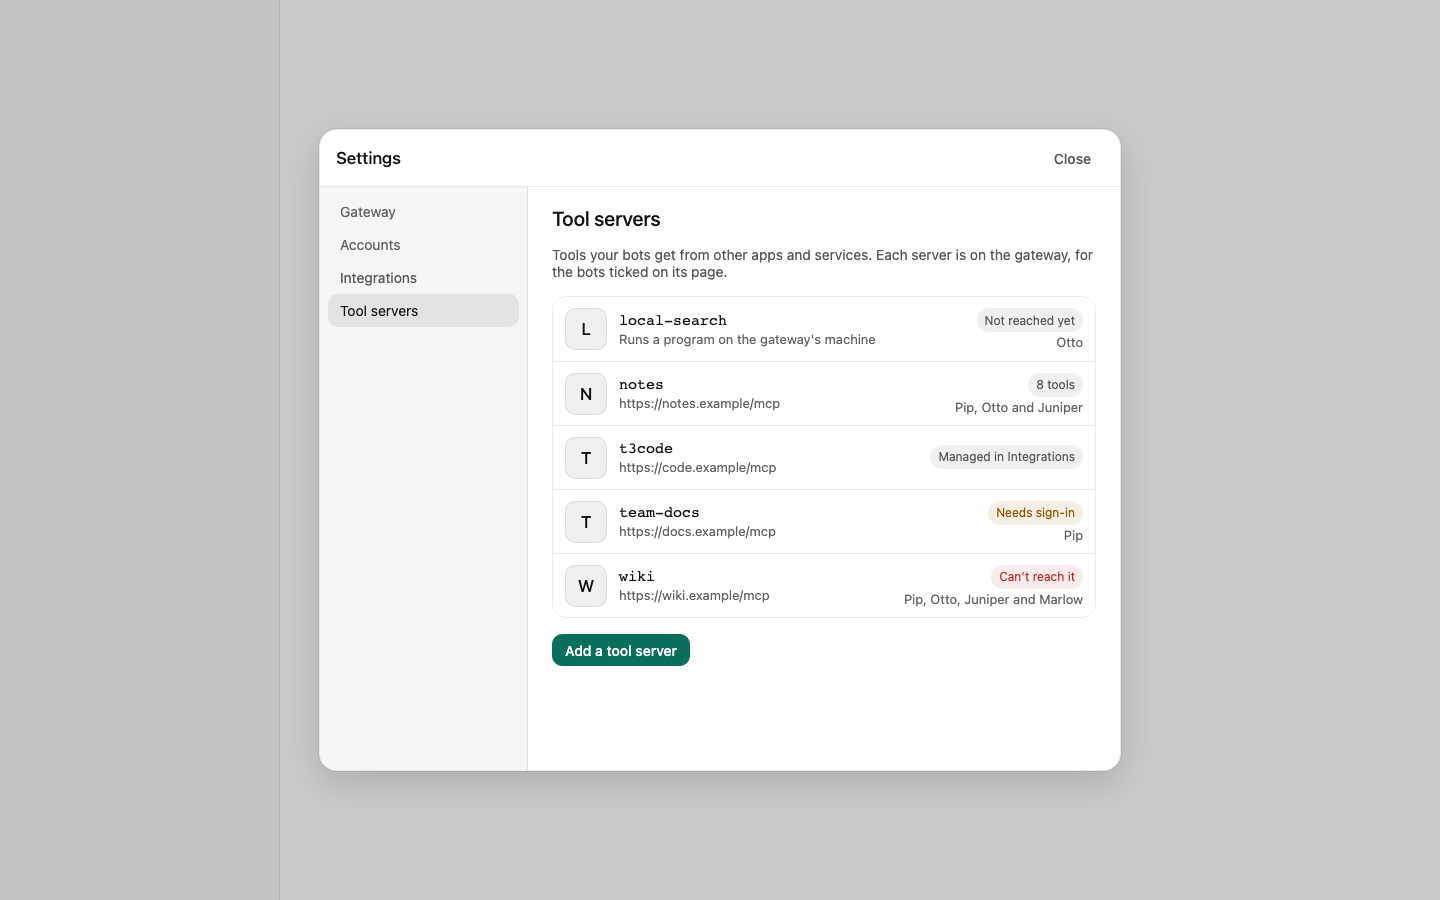 Settings
Close
Gateway
Accounts
Integrations
Tool servers
Tool servers
Tools your bots get from other apps and services. Each server is on the gateway, for
the bots ticked on its page.
L
local-search
Runs a program on the gateway's machine
Not reached yet
Otto
N
notes
https://notes.example/mcp
8 tools
Pip, Otto and Juniper
T
t3code
https://code.example/mcp
Managed in Integrations
T
team-docs
https://docs.example/mcp
Needs sign-in
Pip
W
wiki
https://wiki.example/mcp
Can't reach it
Pip, Otto, Juniper and Marlow
Add a tool server